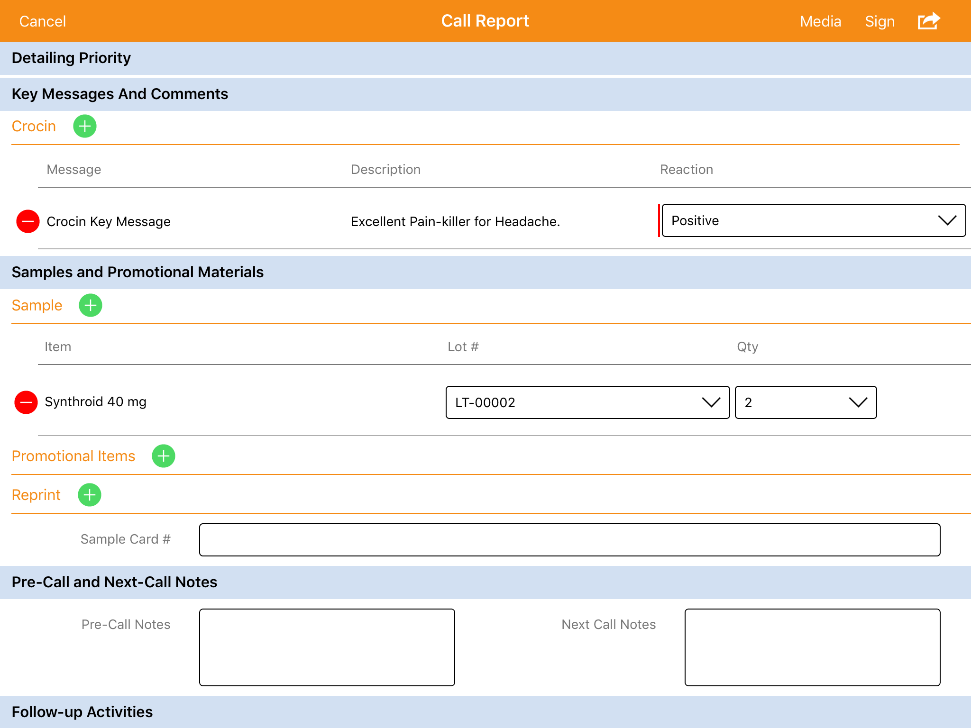 Cancel Call Report Media Sign
Detailing Priority
Key Messages And Comments
Crocin
Message Description Reaction
Crocin Key Message Excellent Pain-killer for Headache. Positive
Samples and Promotional Materials
Sample
Item Lot # Qty
Synthroid 40 mg LT-00002 2
Promotional Items
Reprint
Sample Card #
Pre-Call and Next-Call Notes
Pre-Call Notes Next Call Notes
Follow-up Activities